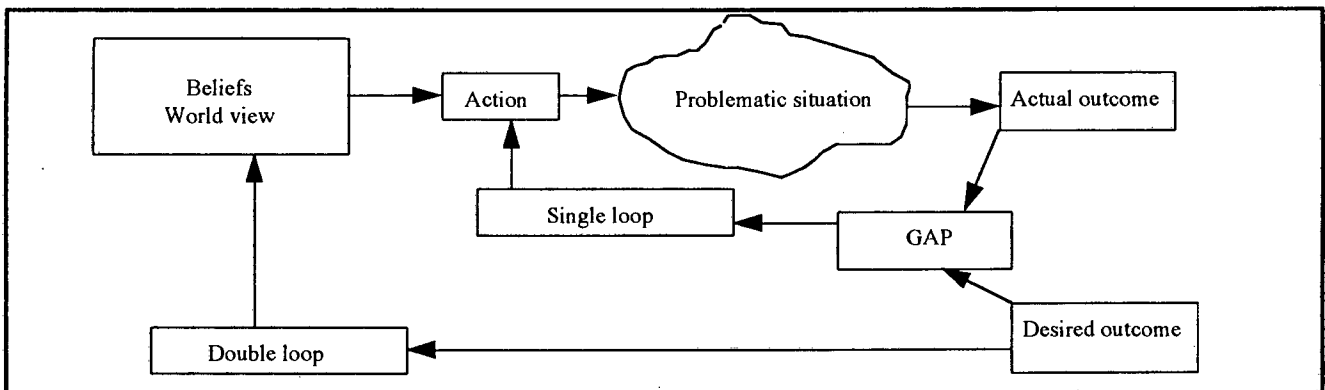 Beliefs
World view
Action
Problematic situation
Actual outcome
Single loop
GAP
Desired outcome
Double loop